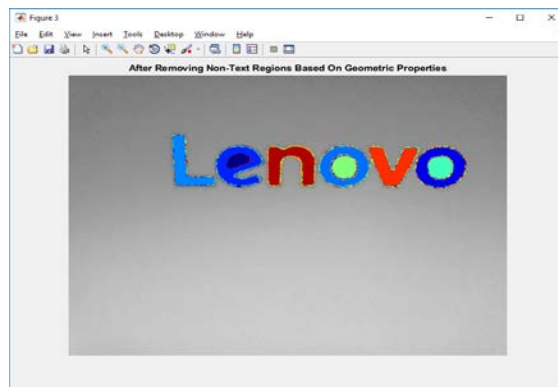 Figure 3
File Edit View Insert Tools Desktop Window Help
After Removing Non-Text Regions Based On Geometric Properties
Lenovo